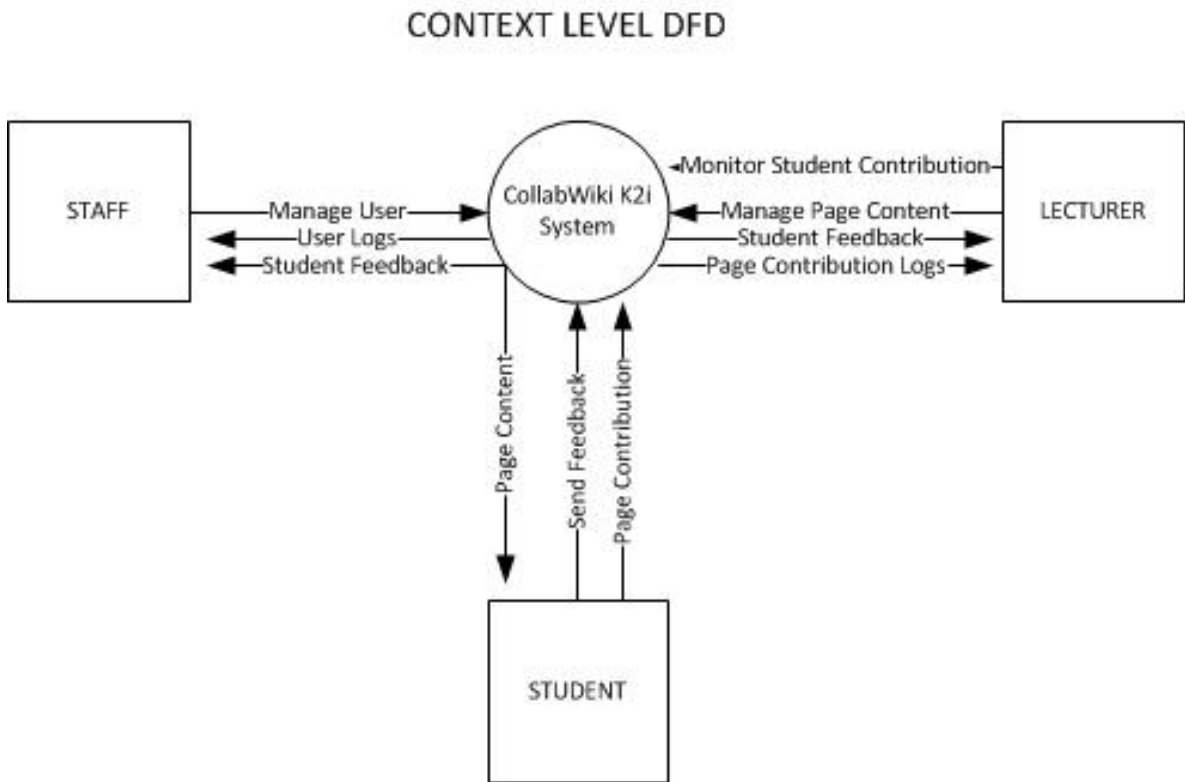 CONTEXT LEVEL DFD
STAFF
Manage User
User Logs
Student Feedback
CollabWiki K2i
System
Monitor Student Contribution
Manage Page Content
Student Feedback
Page Contribution Logs
LECTURER
Page Content
Send Feedback
Page Contribution
STUDENT